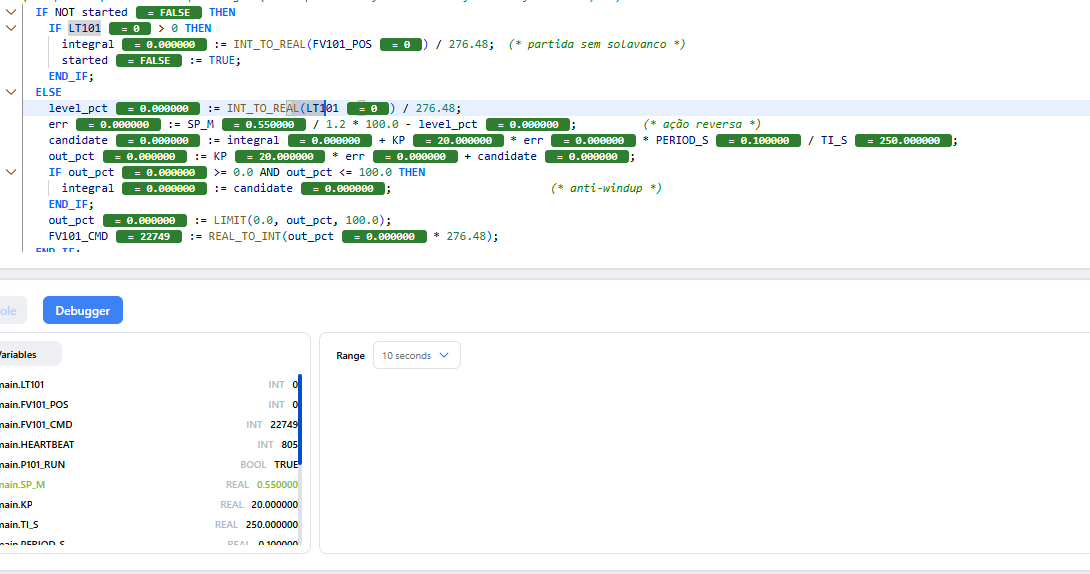 IF NOT started = FALSE THEN
IF LT101 = 0 > 0 THEN
integral = 0.000000 := INT_TO_REAL(FV101_POS = 0 ) / 276.48; (* partida sem solavanco *)
started = FALSE := TRUE;
END_IF;
ELSE
level_pct = 0.000000 := INT_TO_REAL(LT101 = 0 ) / 276.48;
err = 0.000000 := SP_M = 0.550000 / 1.2 * 100.0 - level_pct = 0.000000 ; (* ação reversa *)
candidate = 0.000000 := integral = 0.000000 + KP = 20.000000 * err = 0.000000 * PERIOD_S = 0.100000 / TI_S = 250.000000 ;
out_pct = 0.000000 := KP = 20.000000 * err = 0.000000 + candidate = 0.000000 ;
IF out_pct = 0.000000 >= 0.0 AND out_pct <= 100.0 THEN
integral = 0.000000 := candidate = 0.000000 ; (* anti-windup *)
END_IF;
out_pct = 0.000000 := LIMIT(0.0, out_pct, 100.0);
FV101_CMD = 22749 := REAL_TO_INT(out_pct = 0.000000 * 276.48);
END_IF;
ole
Debugger
Variables
main.LT101 INT 0
main.FV101_POS INT 0
main.FV101_CMD INT 22749
main.HEARTBEAT INT 805
main.P101_RUN BOOL TRUE
main.SP_M REAL 0.550000
main.KP REAL 20.000000
main.TI_S REAL 250.000000
main.PERIOD_S REAL 0.100000
Range 10 seconds